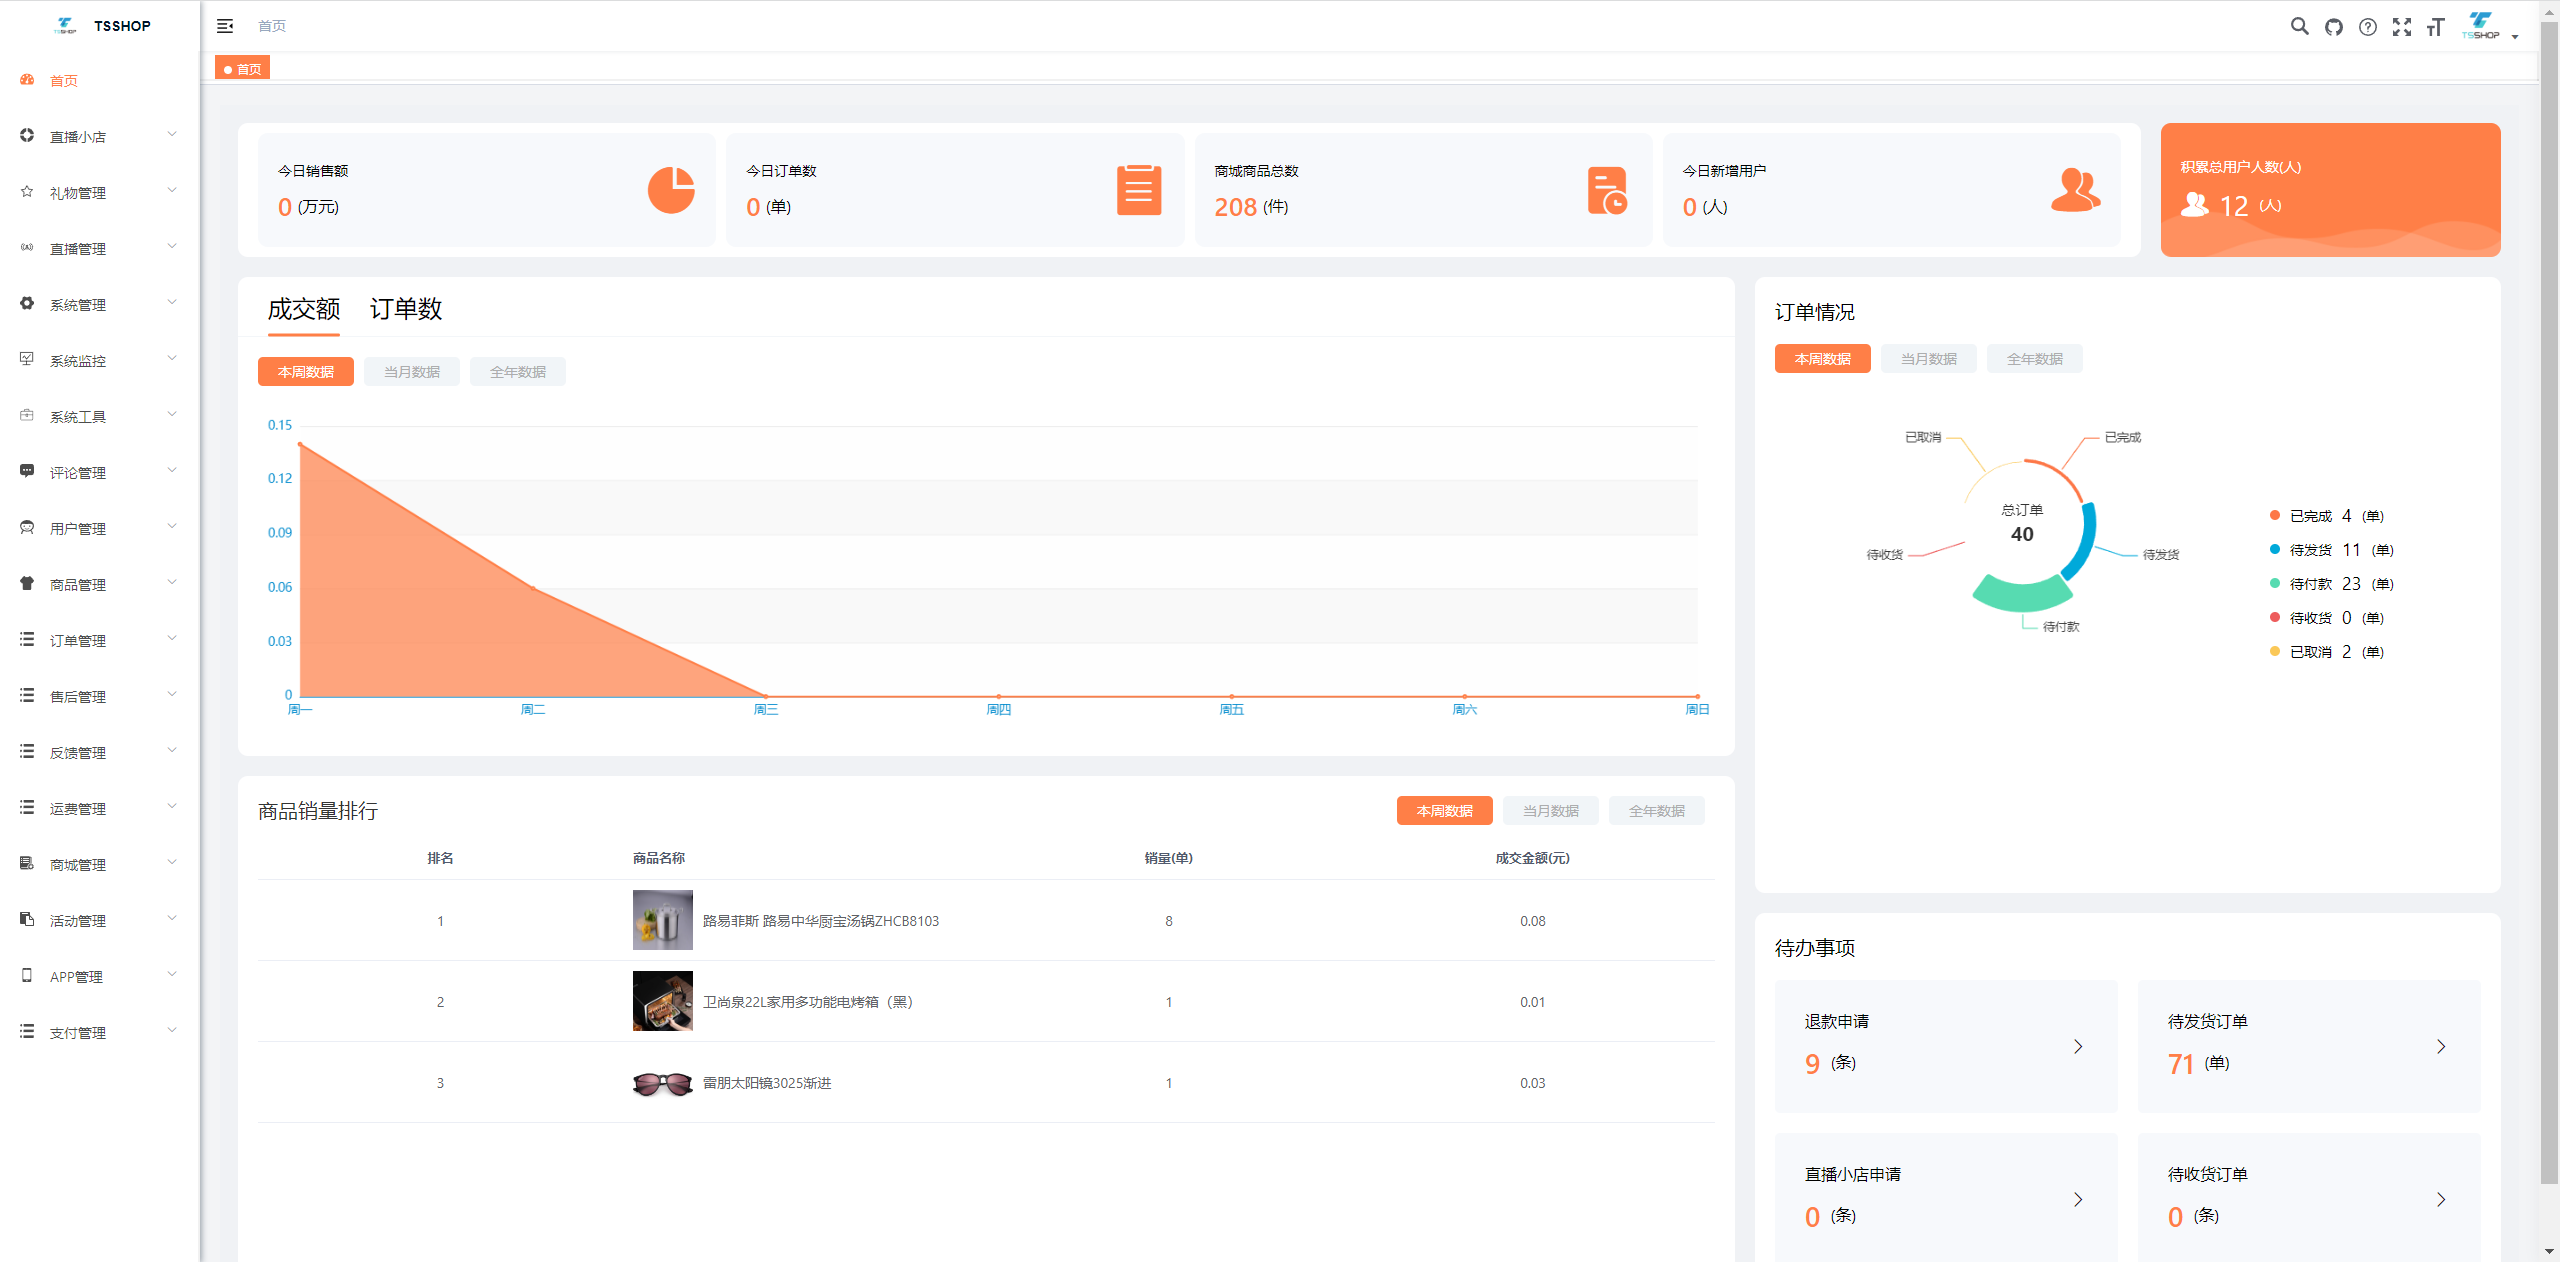 TSSHOP
首页
直播小店
礼物管理
直播管理
系统管理
系统监控
系统工具
评论管理
用户管理
商品管理
订单管理
售后管理
反馈管理
运费管理
商城管理
活动管理
APP管理
支付管理
首页
TSSHOP
首页
今日销售额
0 (万元)
今日订单数
0 (单)
商城商品总数
208 (件)
今日新增用户
0 (人)
积累总用户人数(人)
12 (人)
成交额 订单数
本周数据 当月数据 全年数据
0.15
0.12
0.09
0.06
0.03
0
周一 周二 周三 周四 周五 周六 周日
订单情况
本周数据 当月数据 全年数据
已取消 已完成
总订单
40
待收货 待发货
待付款
已完成 4 (单)
待发货 11 (单)
待付款 23 (单)
待收货 0 (单)
已取消 2 (单)
商品销量排行
本周数据 当月数据 全年数据
排名 商品名称 销量(单) 成交金额(元)
1 路易菲斯 路易中华厨宝汤锅ZHCB8103 8 0.08
2 卫尚泉22L家用多功能电烤箱（黑） 1 0.01
3 雷朋太阳镜3025渐进 1 0.03
待办事项
退款申请
9 (条)
待发货订单
71 (单)
直播小店申请
0 (条)
待收货订单
0 (条)